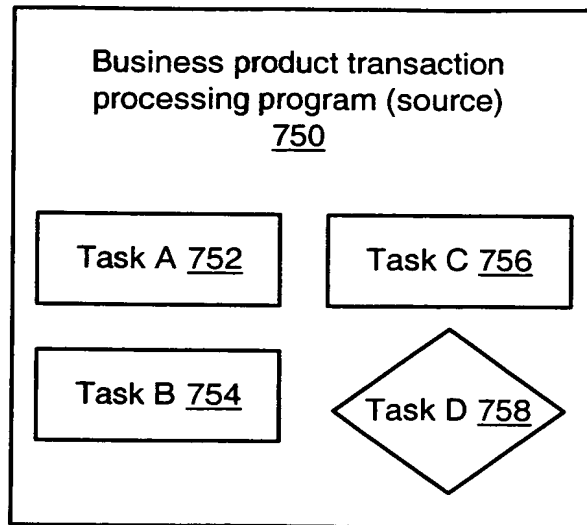 Business product transaction
processing program (source)
750
Task A 752
Task C 756
Task B 754
Task D 758